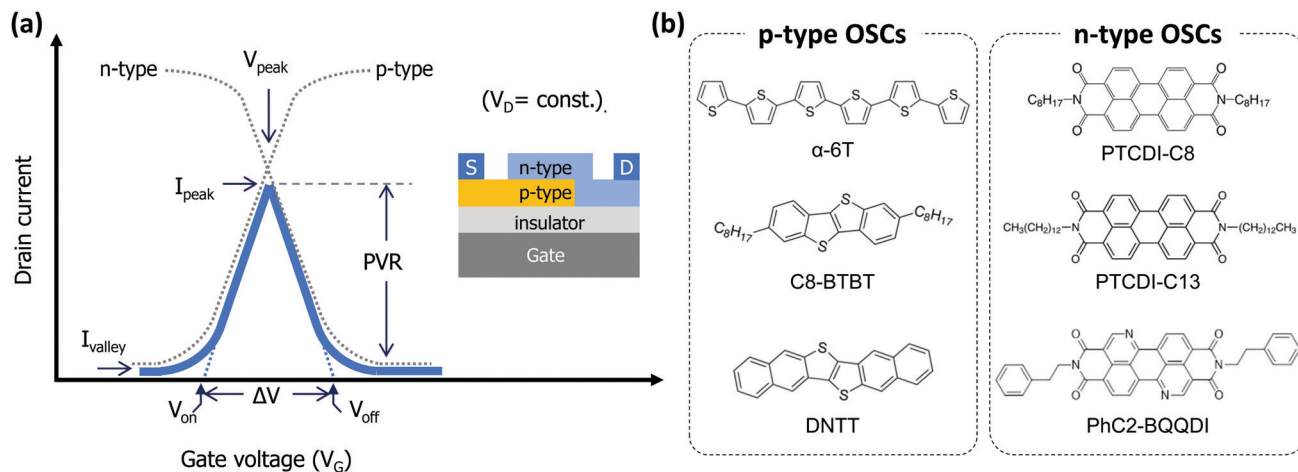 (a)
n-type
V_peak
p-type
(V_D= const.).
I_peak
PVR
I_valley
S
n-type
D
p-type
insulator
Gate
V_on
ΔV
V_off
Drain current
Gate voltage (V_G)
(b)
p-type OSCs
S
S
S
S
S
S
α-6T
C8H17
S
S
C8H17
C8-BTBT
S
S
DNTT
n-type OSCs
O
O
C8H17-N
N-C8H17
O
O
PTCDI-C8
O
O
CH3(CH2)12-N
N-(CH2)12CH3
O
O
PTCDI-C13
O
N
O
N
N
O
N
O
PhC2-BQQDI